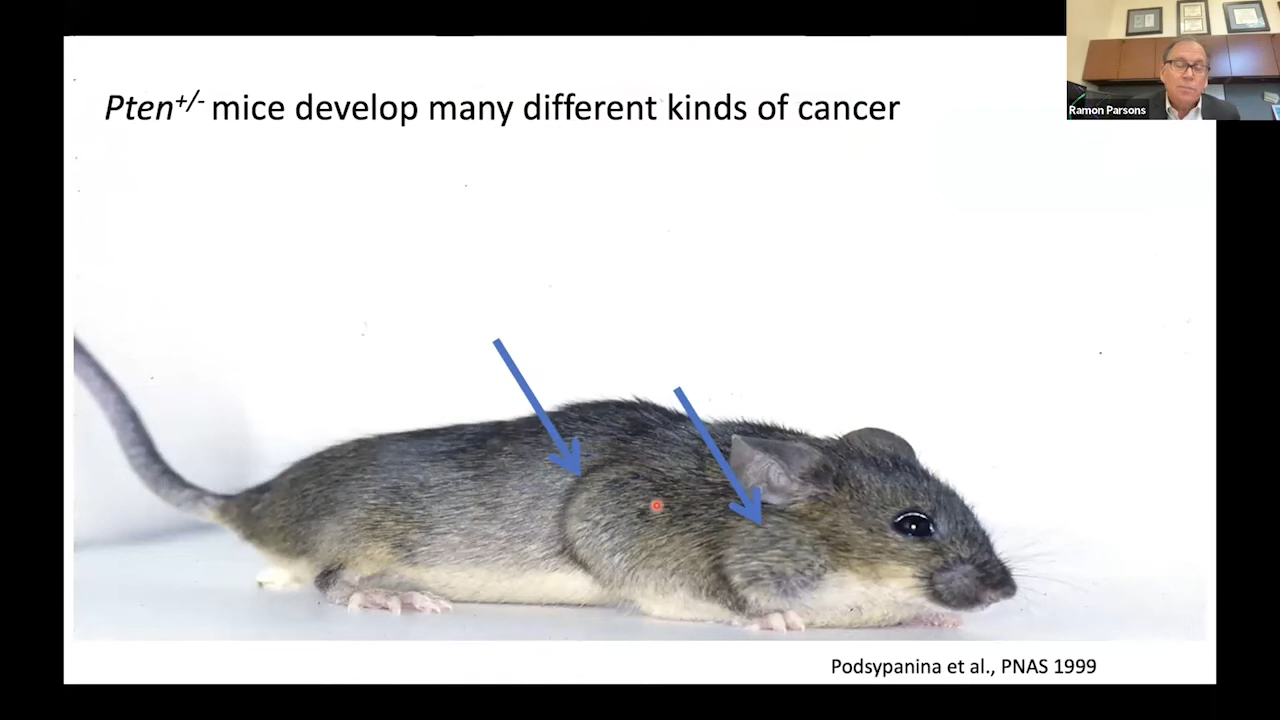 Pten+/- mice develop many different kinds of cancer
Ramon Parsons
Podsypanina et al., PNAS 1999